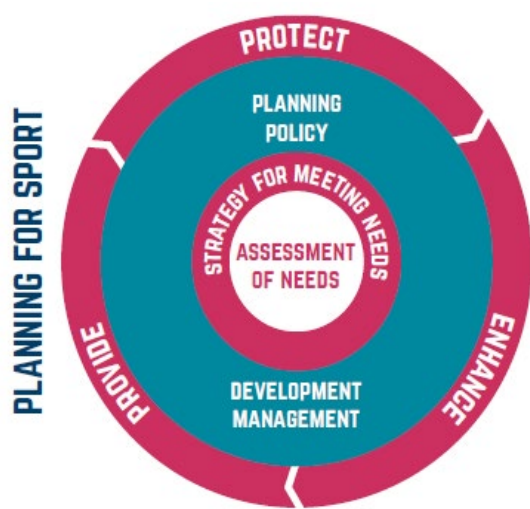 PLANNING FOR SPORT
PROTECT
PLANNING
POLICY
STRATEGY FOR MEETING NEEDS
ASSESSMENT
OF NEEDS
PROVIDE
ENHANCE
DEVELOPMENT
MANAGEMENT